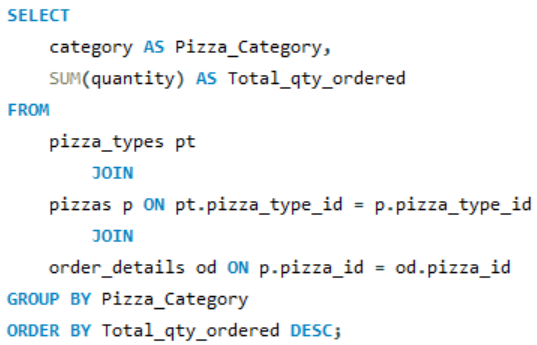 SELECT
category AS Pizza_Category,
SUM(quantity) AS Total_qty_ordered
FROM
pizza_types pt
JOIN
pizzas p ON pt.pizza_type_id = p.pizza_type_id
JOIN
order_details od ON p.pizza_id = od.pizza_id
GROUP BY Pizza_Category
ORDER BY Total_qty_ordered DESC;